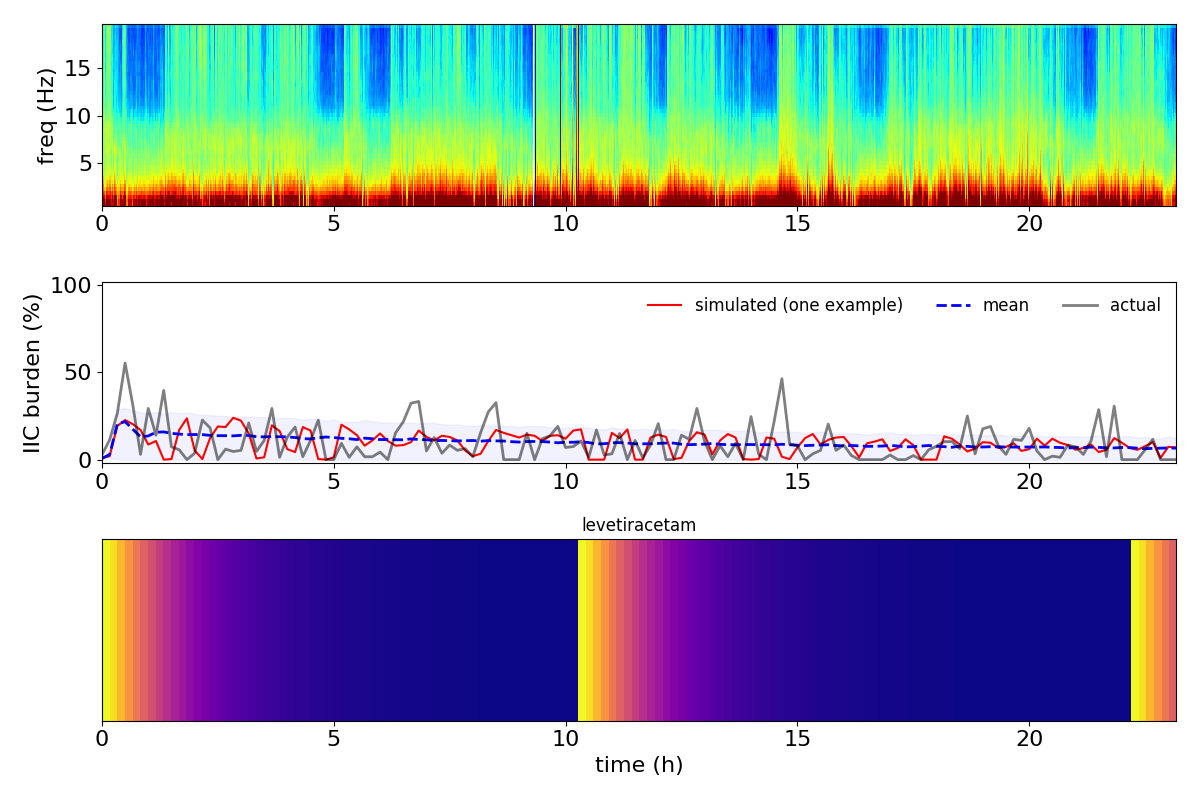 freq (Hz)
15
10
5
0 5 10 15 20
IIC burden (%)
100
50
0
simulated (one example) mean actual
0 5 10 15 20
levetiracetam
0 5 10 15 20
time (h)